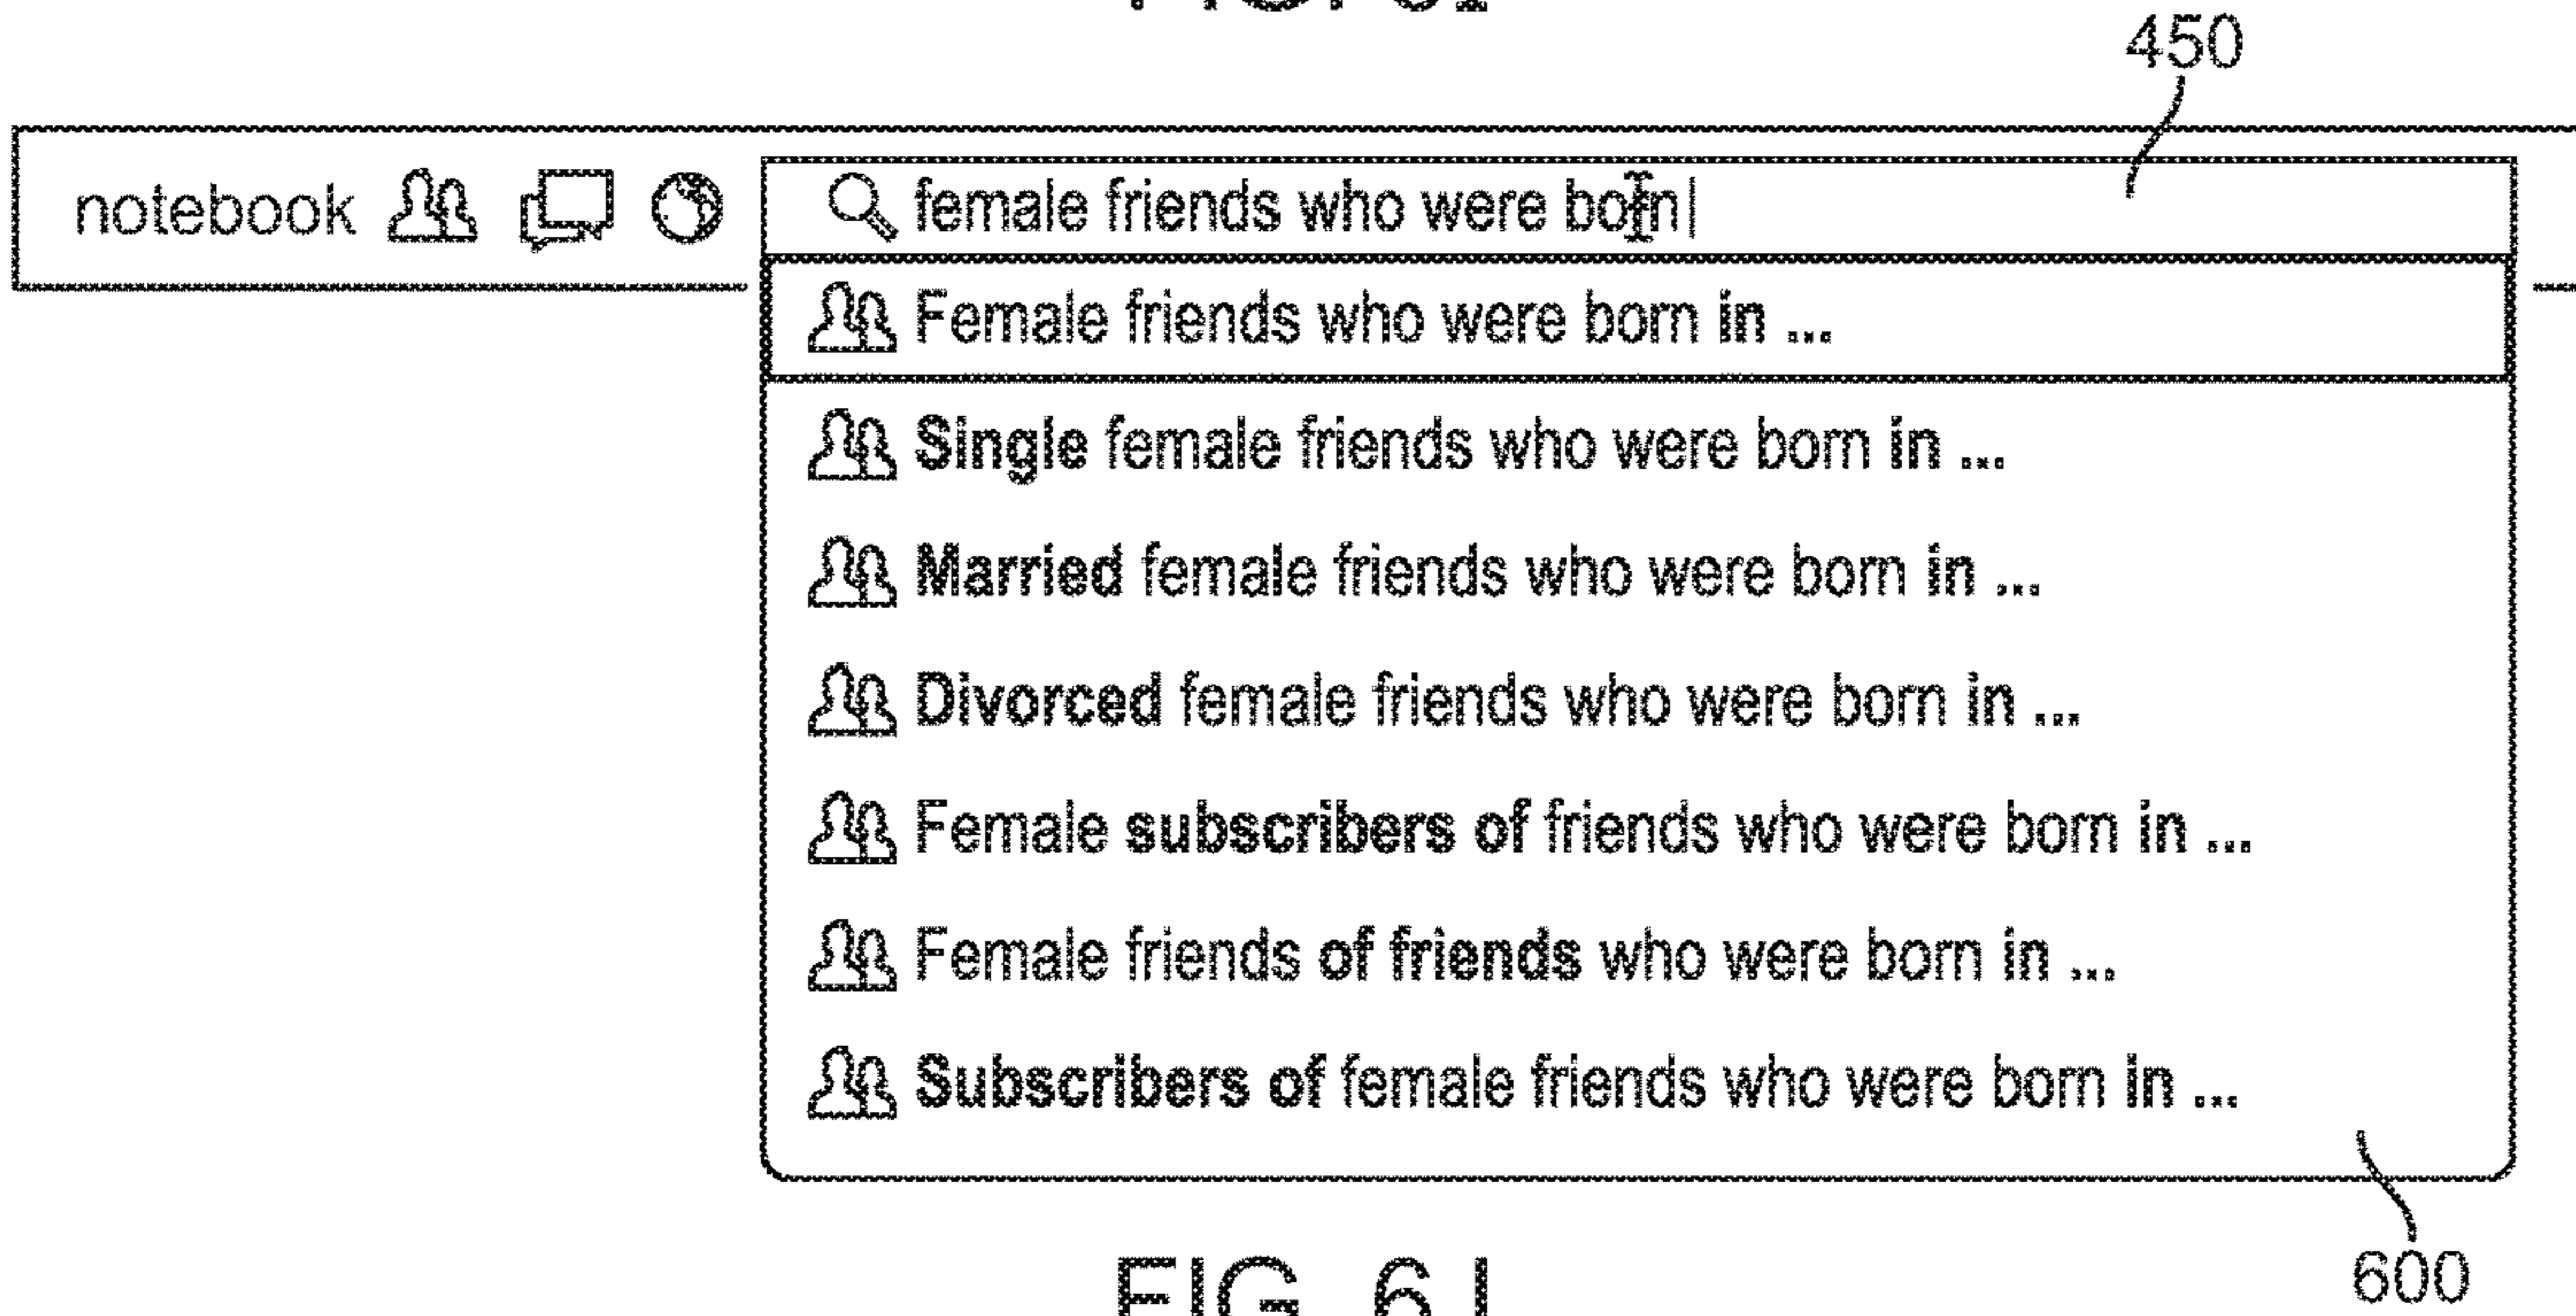 450
notebook female friends who were born
Female friends who were born in ...
Single female friends who were born in ...
Married female friends who were born in ...
Divorced female friends who were born in ...
Female subscribers of friends who were born in ...
Female friends of friends who were born in ...
Subscribers of female friends who were born in ...
600